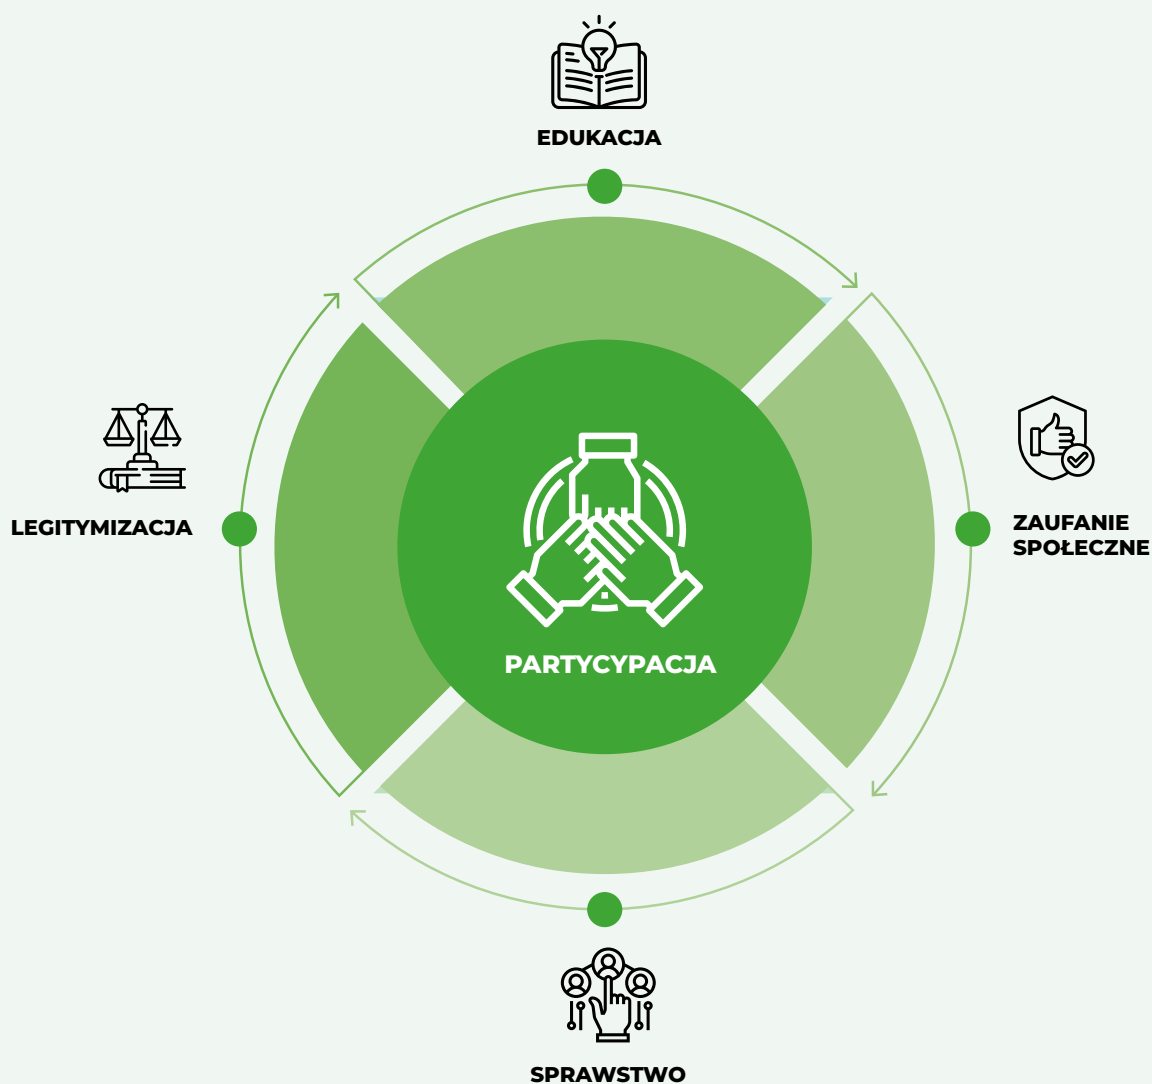 EDUKACJA
LEGITYMIZACJA
ZAUFANIE
SPOŁECZNE
PARTYCYPACJA
SPRAWSTWO